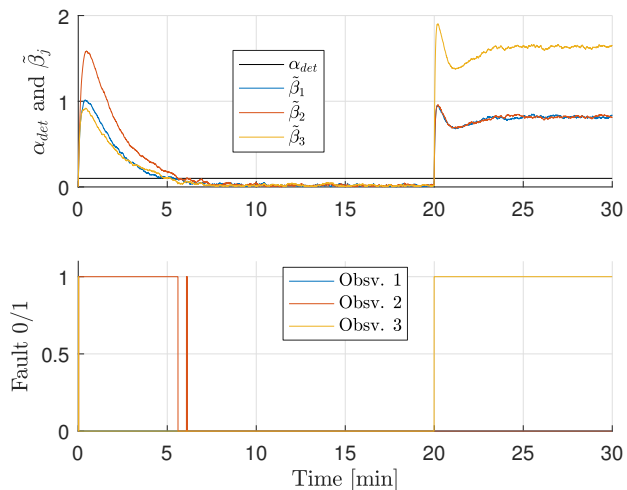 α_det and β̃_j
2
1
0
0
5
10
15
20
25
30
α_det
β̃_1
β̃_2
β̃_3
Fault 0/1
1
0.5
0
0
5
10
15
20
25
30
Obsv. 1
Obsv. 2
Obsv. 3
Time [min]